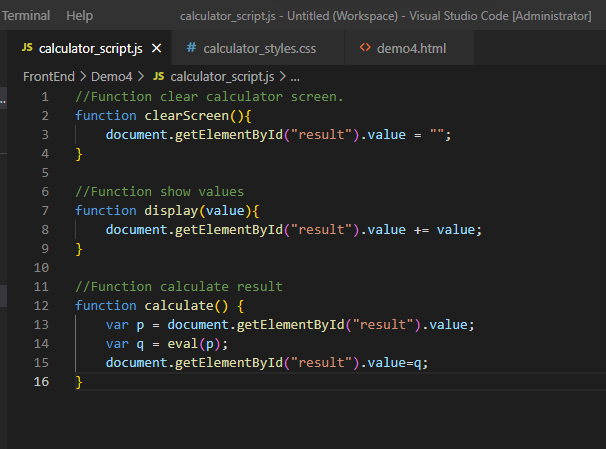 Terminal Help calculator_script.js - Untitled (Workspace) - Visual Studio Code [Administrator]
JS calculator_script.js × # calculator_styles.css <> demo4.html
FrontEnd > Demo4 > JS calculator_script.js > ...
1 //Function clear calculator screen.
2 function clearScreen(){
3     document.getElementById("result").value = "";
4 }
5
6 //Function show values
7 function display(value){
8     document.getElementById("result").value += value;
9 }
10
11 //Function calculate result
12 function calculate() {
13     var p = document.getElementById("result").value;
14     var q = eval(p);
15     document.getElementById("result").value=q;
16 }